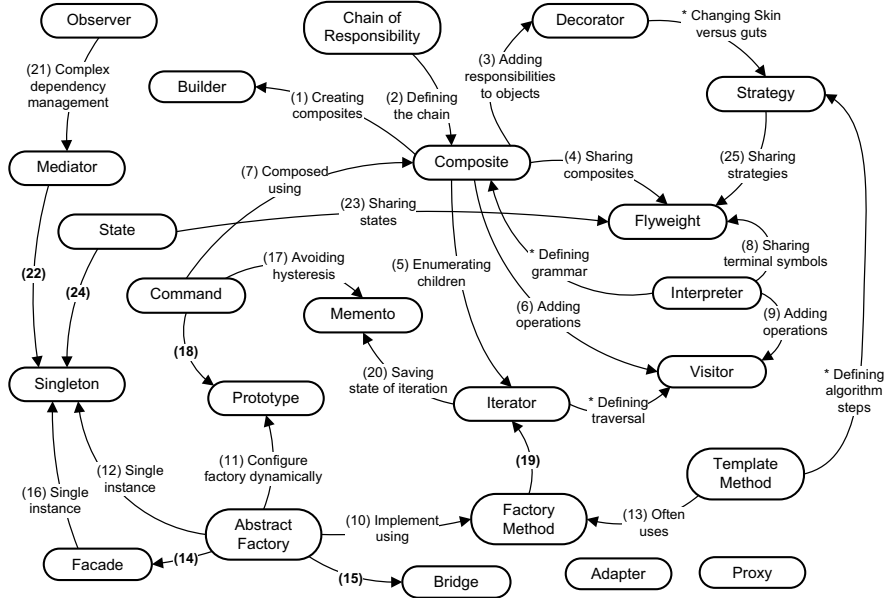 Observer
Chain of
Responsibility
Decorator
* Changing Skin
versus guts
(21) Complex
dependency
management
Builder
(3) Adding
responsibilities
to objects
Strategy
(1) Creating
composites
(2) Defining
the chain
Mediator
Composite
(4) Sharing
composites
(25) Sharing
strategies
(7) Composed
using
State
(23) Sharing
states
Flyweight
(22)
(24)
(17) Avoiding
hysteresis
(5) Enumerating
children
* Defining
grammar
(8) Sharing
terminal symbols
Command
Memento
Interpreter
(6) Adding
operations
(9) Adding
operations
(18)
Singleton
Prototype
(20) Saving
state of iteration
Iterator
* Defining
traversal
Visitor
* Defining
algorithm
steps
(12) Single
instance
(16) Single
instance
(11) Configure
factory dynamically
(19)
Template
Method
Abstract
Factory
(10) Implement
using
Factory
Method
(13) Often
uses
Facade
(14)
(15)
Bridge
Adapter
Proxy